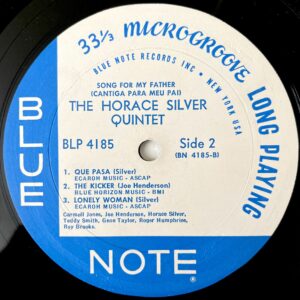 33⅓ MICROGROOVE LONG PLAYING
BLUE NOTE RECORDS INC • NEW YORK USA
SONG FOR MY FATHER
(CANTIGA PARA MEU PAI)
THE HORACE SILVER
QUINTET
BLP 4185 Side 2
(BN 4185-B)
1. QUE PASA (Silver)
ECAROH MUSIC - ASCAP
2. THE KICKER (Joe Henderson)
BLUE HORIZON MUSIC - BMI
3. LONELY WOMAN (Silver)
ECAROH MUSIC - ASCAP
Carmell Jones, Joe Henderson, Horace Silver,
Teddy Smith, Gene Taylor, Roger Humphries,
Roy Brooks.
BLUE
NOTE
®